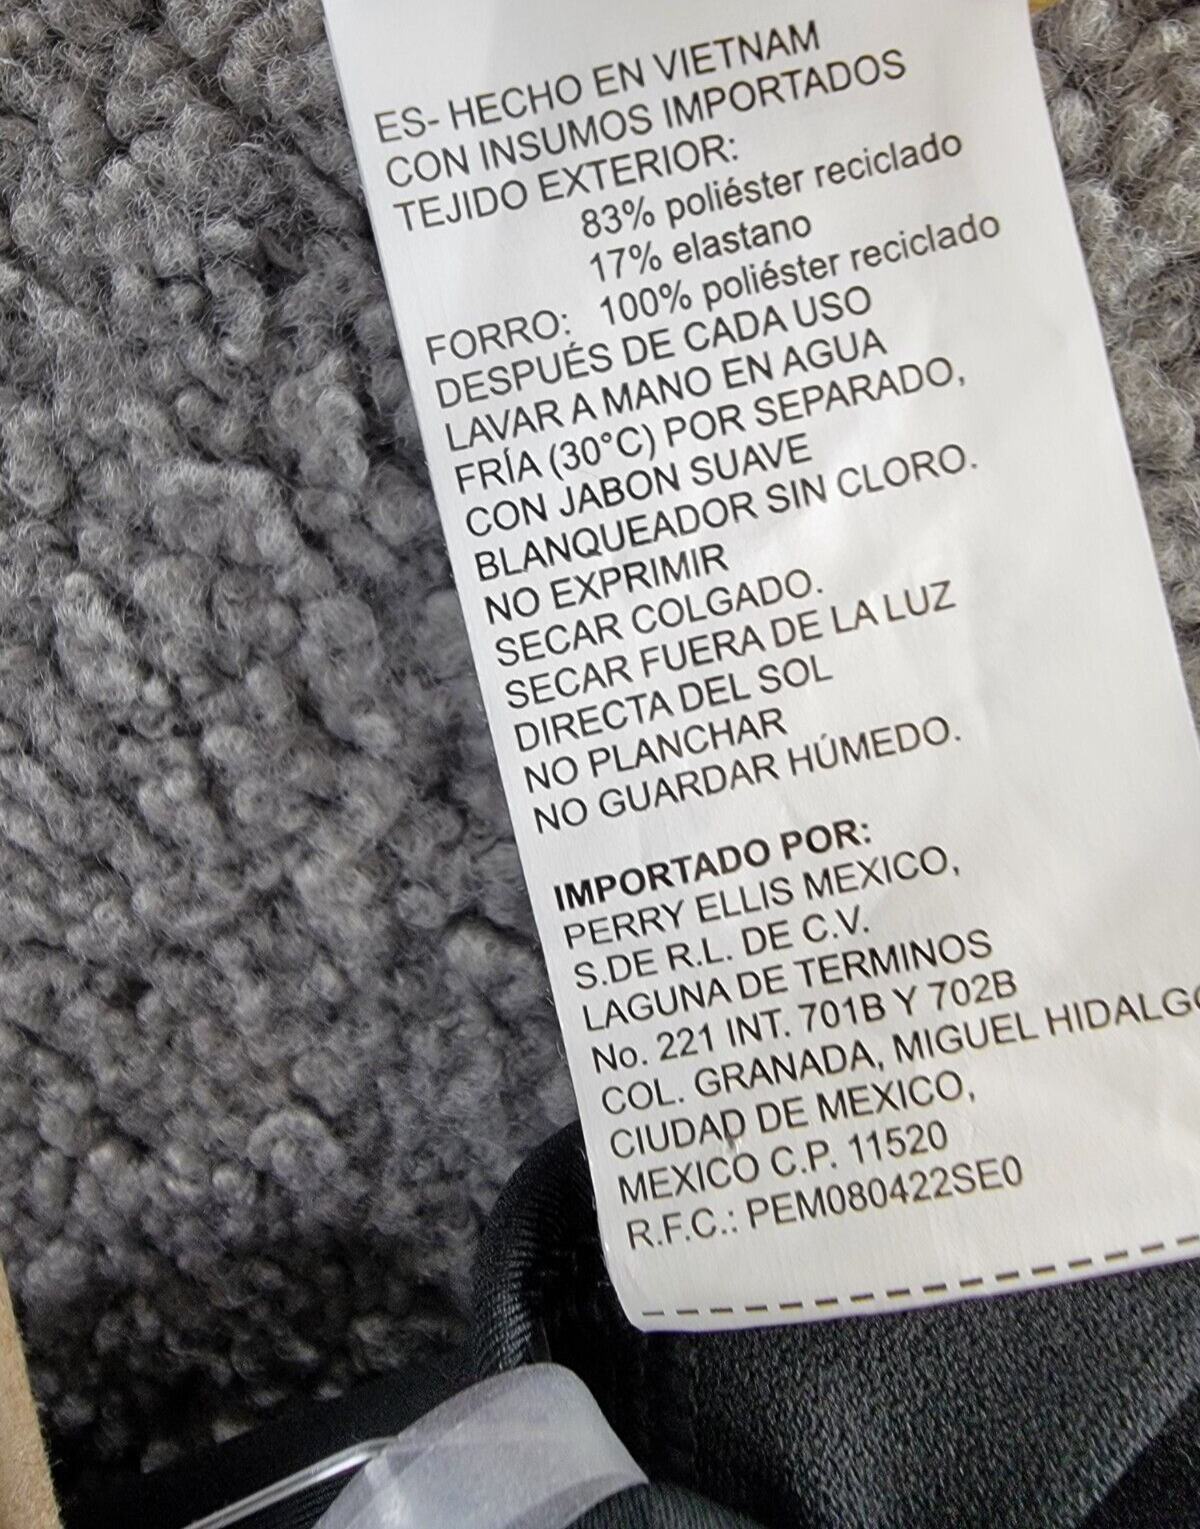 ES- HECHO EN VIETNAM
CON INSUMOS IMPORTADOS
TEJIDO EXTERIOR:
83% poliéster reciclado
17% elastano
FORRO: 100% poliéster reciclado
DESPUÉS DE CADA USO
LAVAR A MANO EN AGUA
FRÍA (30°C) POR SEPARADO,
CON JABON SUAVE
BLANQUEADOR SIN CLORO.
NO EXPRIMIR
SECAR COLGADO.
SECAR FUERA DE LA LUZ
DIRECTA DEL SOL
NO PLANCHAR
NO GUARDAR HÚMEDO.
IMPORTADO POR:
PERRY ELLIS MEXICO,
S.DE R.L. DE C.V.
LAGUNA DE TERMINOS
No. 221 INT. 701B Y 702B
COL. GRANADA, MIGUEL HIDALGO
CIUDAD DE MEXICO,
MEXICO C.P. 11520
R.F.C.: PEM080422SE0